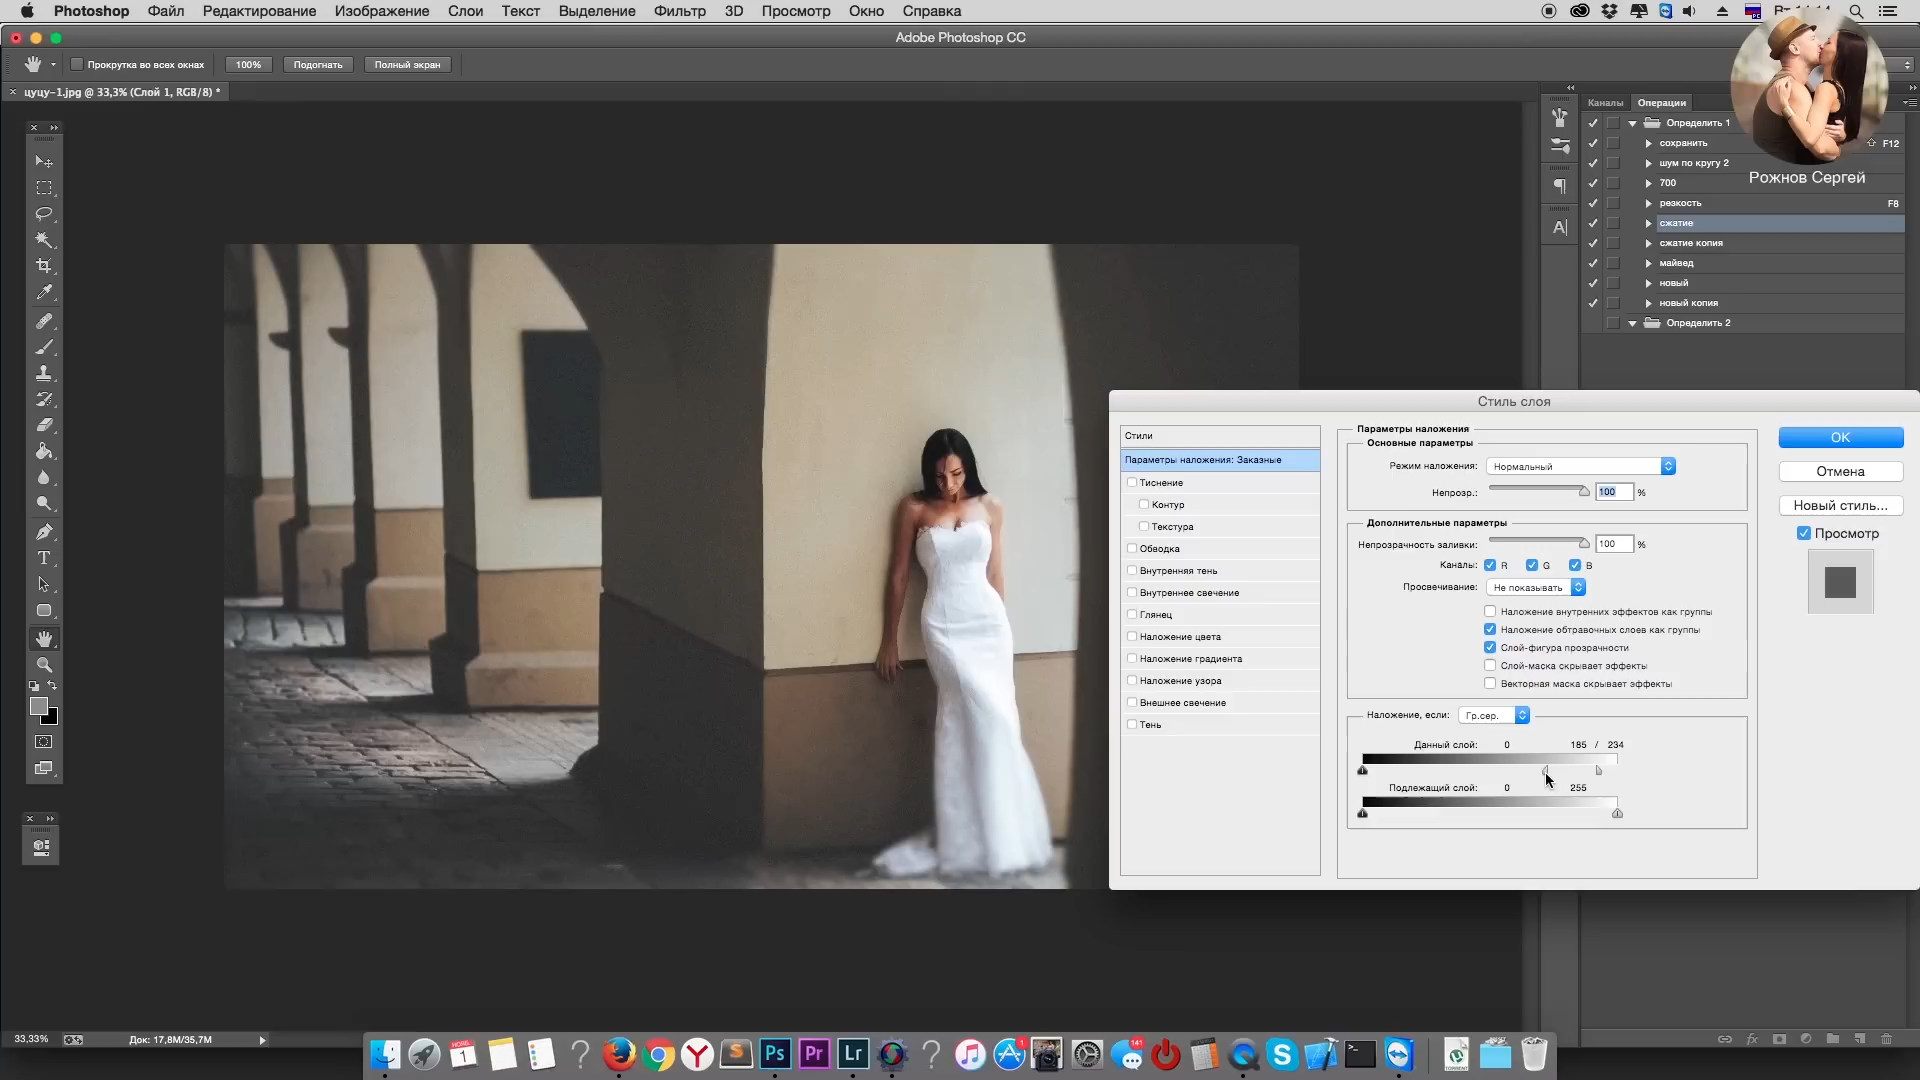 Photoshop Файл Редактирование Изображение Слои Текст Выделение Фильтр 3D Просмотр Окно Справка
Adobe Photoshop CC
Прокрутка во всех окнах 100% Подогнать Полный экран
цуцу-1.jpg @ 33,3% (Слой 1, RGB/8) *
Каналы Операции
Определить 1
сохранить F12
шум по кругу 2
700
резкость F8
сжатие
сжатие копия
майвед
новый
новый копия
Определить 2
Рожнов Сергей
Стиль слоя
Стили
Параметры наложения: Заказные
Тиснение
Контур
Текстура
Обводка
Внутренняя тень
Внутреннее свечение
Глянец
Наложение цвета
Наложение градиента
Наложение узора
Внешнее свечение
Тень
Параметры наложения
Основные параметры
Режим наложения: Нормальный
Непрозр.: 100 %
Дополнительные параметры
Непрозрачность заливки: 100 %
Каналы: R G B
Просвечивание: Не показывать
Наложение внутренних эффектов как группы
Наложение обтравочных слоев как группы
Слой-фигура прозрачности
Слой-маска скрывает эффекты
Векторная маска скрывает эффекты
Наложение, если: Гр.сер.
Данный слой: 0 185 / 234
Подлежащий слой: 0 255
OK
Отмена
Новый стиль...
Просмотр
33,33% Док: 17,8M/35,7M
1 Ps Pr Lr 1 141